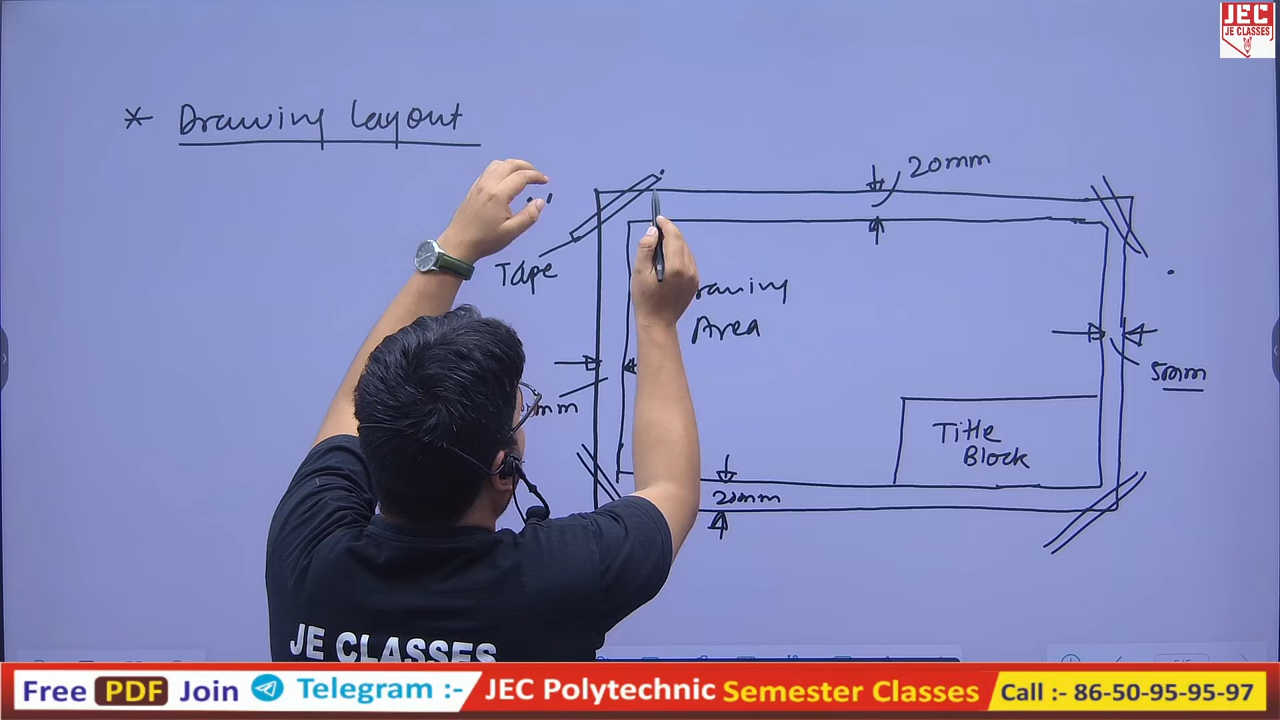 JEC
JE CLASSES
* Drawing layout
20mm
Tape
Area
5mm
mm
Title
Block
20mm
JE CLASSES
Free PDF Join Telegram :- JEC Polytechnic Semester Classes Call :- 86-50-95-95-97